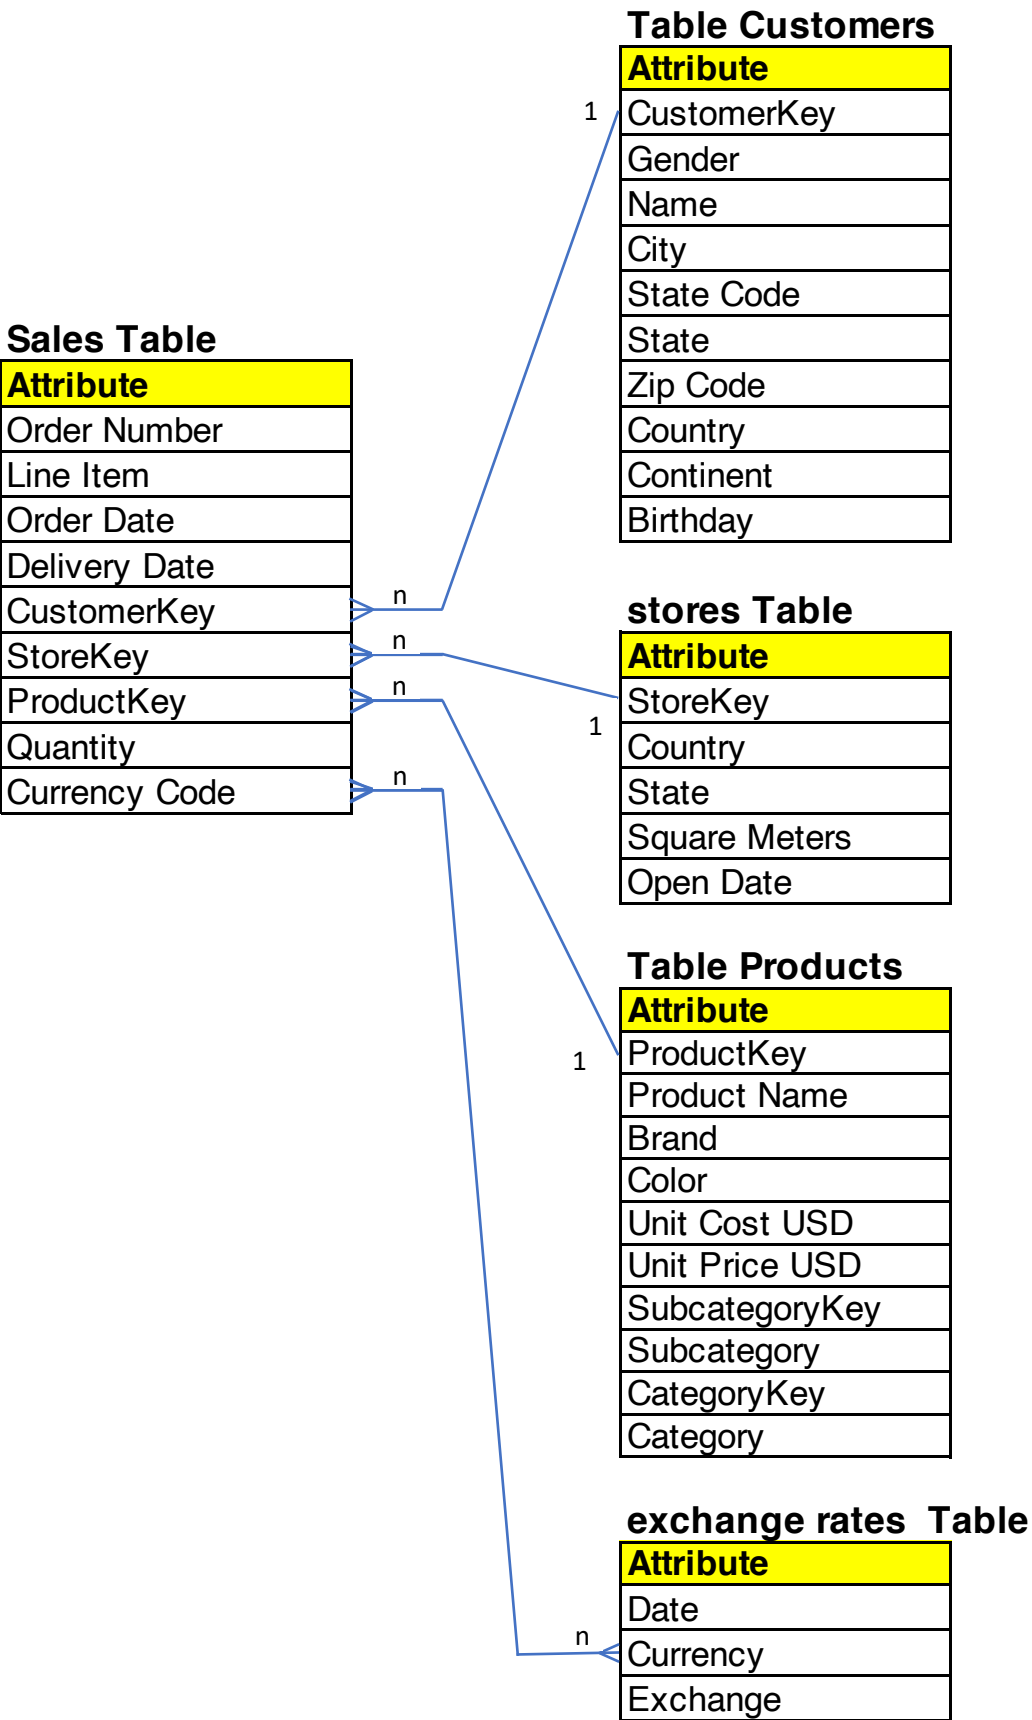 Table Customers
Attribute
1
CustomerKey
Gender
Name
City
State Code
State
Zip Code
Country
Continent
Birthday
Sales Table
Attribute
Order Number
Line Item
Order Date
Delivery Date
CustomerKey
n
StoreKey
n
ProductKey
n
Quantity
Currency Code
n
stores Table
Attribute
StoreKey
1
Country
State
Square Meters
Open Date
Table Products
Attribute
1
ProductKey
Product Name
Brand
Color
Unit Cost USD
Unit Price USD
SubcategoryKey
Subcategory
CategoryKey
Category
exchange rates  Table
Attribute
Date
n
Currency
Exchange